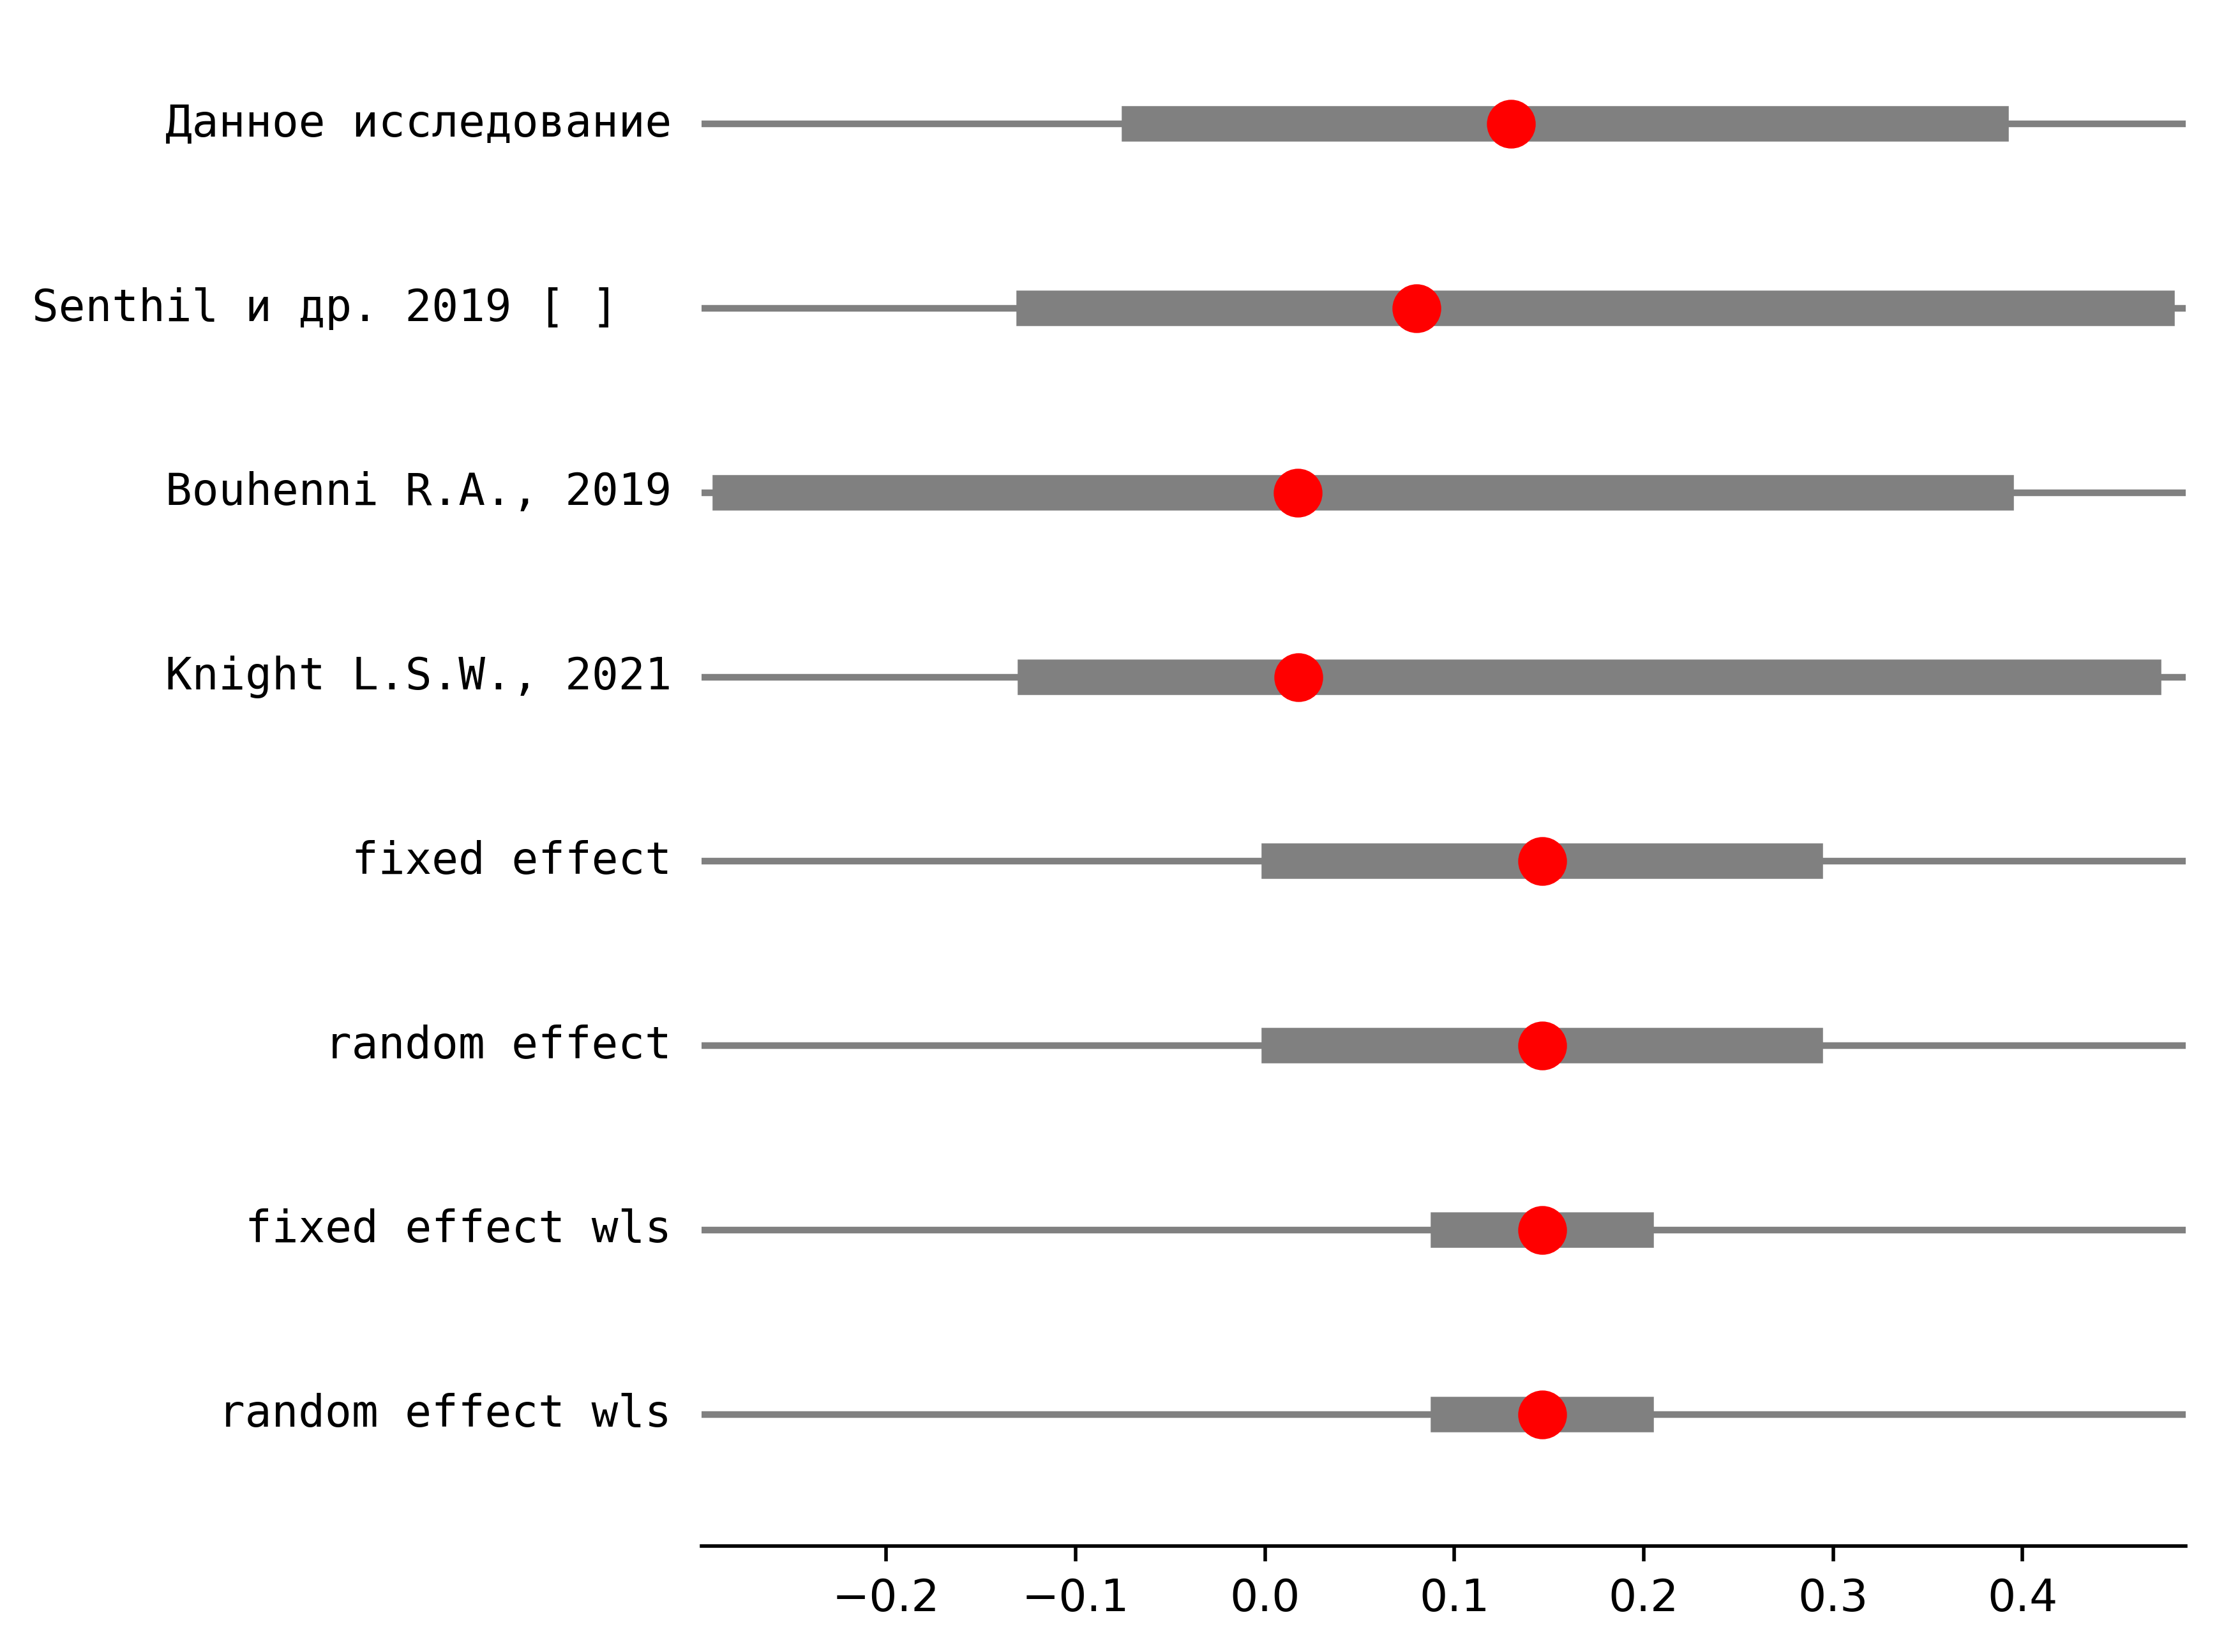 Данное исследование
Senthil и др. 2019 [ ]
Bouhenni R.A., 2019
Knight L.S.W., 2021
fixed effect
random effect
fixed effect wls
random effect wls
−0.2 −0.1 0.0 0.1 0.2 0.3 0.4